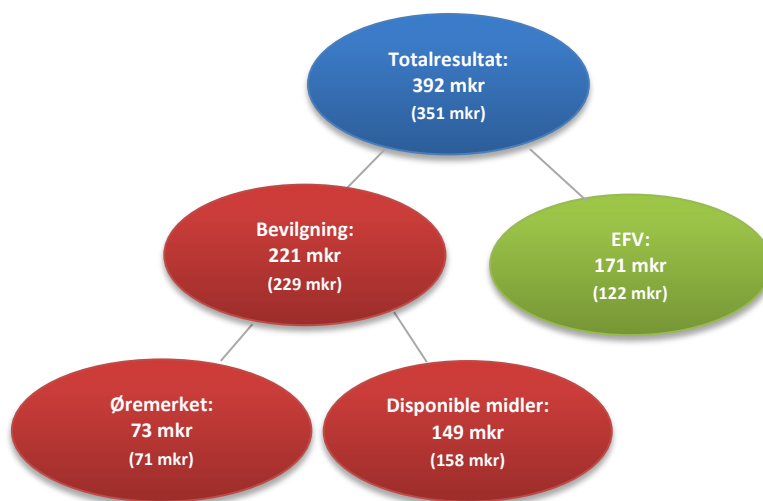 Totalresultat:
392 mkr
(351 mkr)
Bevilgning:
221 mkr
(229 mkr)
EFV:
171 mkr
(122 mkr)
Øremerket:
73 mkr
(71 mkr)
Disponible midler:
149 mkr
(158 mkr)